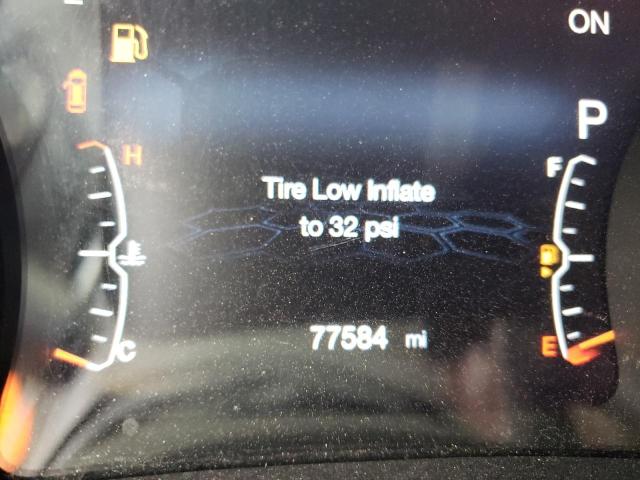 ON
P
H
F
Tire Low Inflate
to 32 psi
77584 mi
C
E